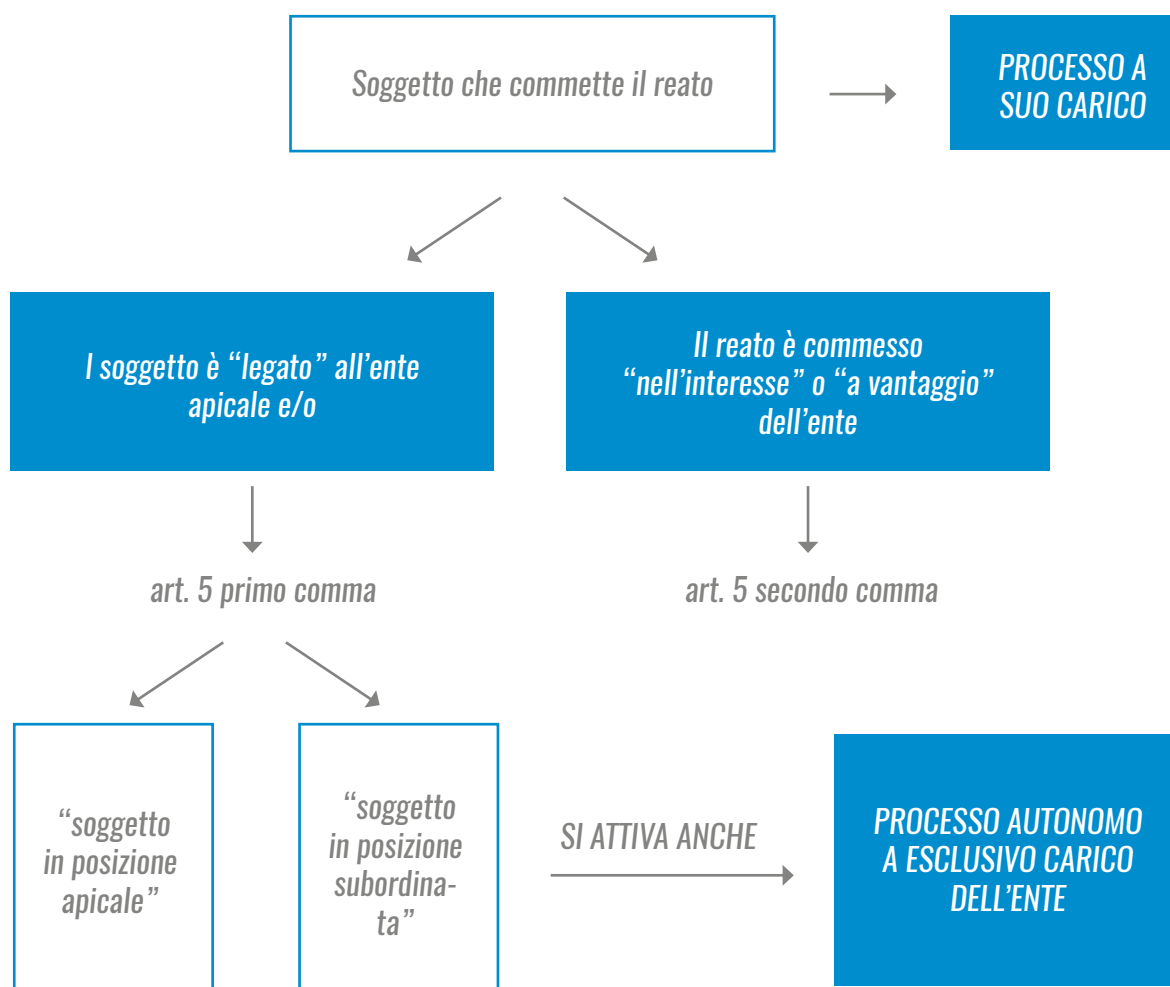 Soggetto che commette il reato
PROCESSO A
SUO CARICO
I soggetto è “legato” all’ente
apicale e/o
Il reato è commesso
“nell’interesse” o “a vantaggio”
dell’ente
art. 5 primo comma
art. 5 secondo comma
“soggetto
in posizione
apicale”
“soggetto
in posizione
subordina-
ta”
SI ATTIVA ANCHE
PROCESSO AUTONOMO
A ESCLUSIVO CARICO
DELL’ENTE